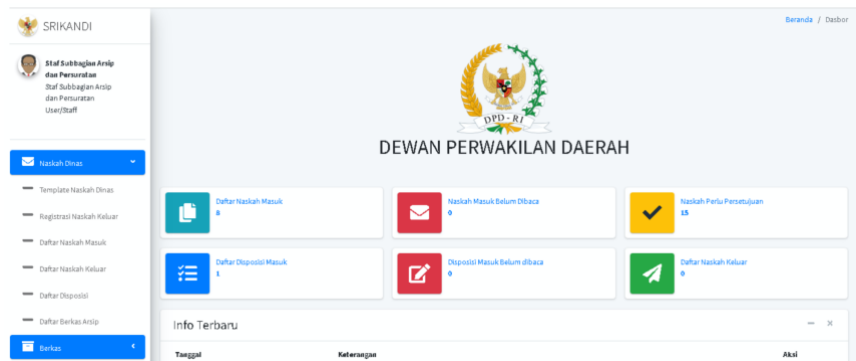 SRIKANDI
Beranda / Dasbor
Staf Subbagian Arsip
dan Persuratan
Staf Subbagian Arsip
dan Persuratan
User/Staff
DPD - RI
DEWAN PERWAKILAN DAERAH
Naskah Dinas
Template Naskah Dinas
Registrasi Naskah Keluar
Daftar Naskah Masuk
Daftar Naskah Keluar
Daftar Disposisi
Daftar Berkas Arsip
Berkas
Daftar Naskah Masuk
8
Naskah Masuk Belum Dibaca
0
Naskah Perlu Persetujuan
15
Daftar Disposisi Masuk
1
Disposisi Masuk Belum dibaca
0
Daftar Naskah Keluar
0
Info Terbaru
Tanggal Keterangan Aksi